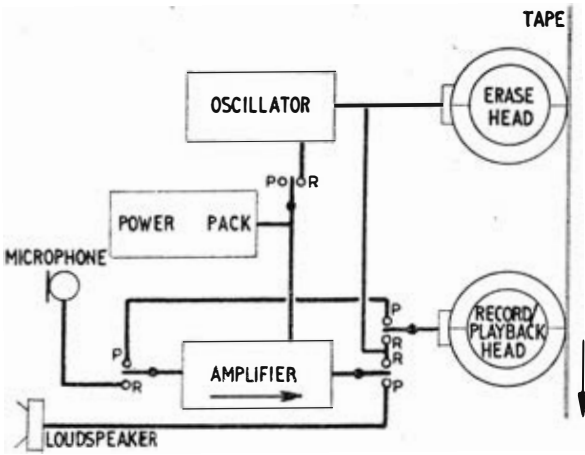 TAPE
OSCILLATOR
ERASE
HEAD
P R
POWER PACK
MICROPHONE
P
R
AMPLIFIER
P
R
R
P
RECORD/
PLAYBACK
HEAD
LOUDSPEAKER